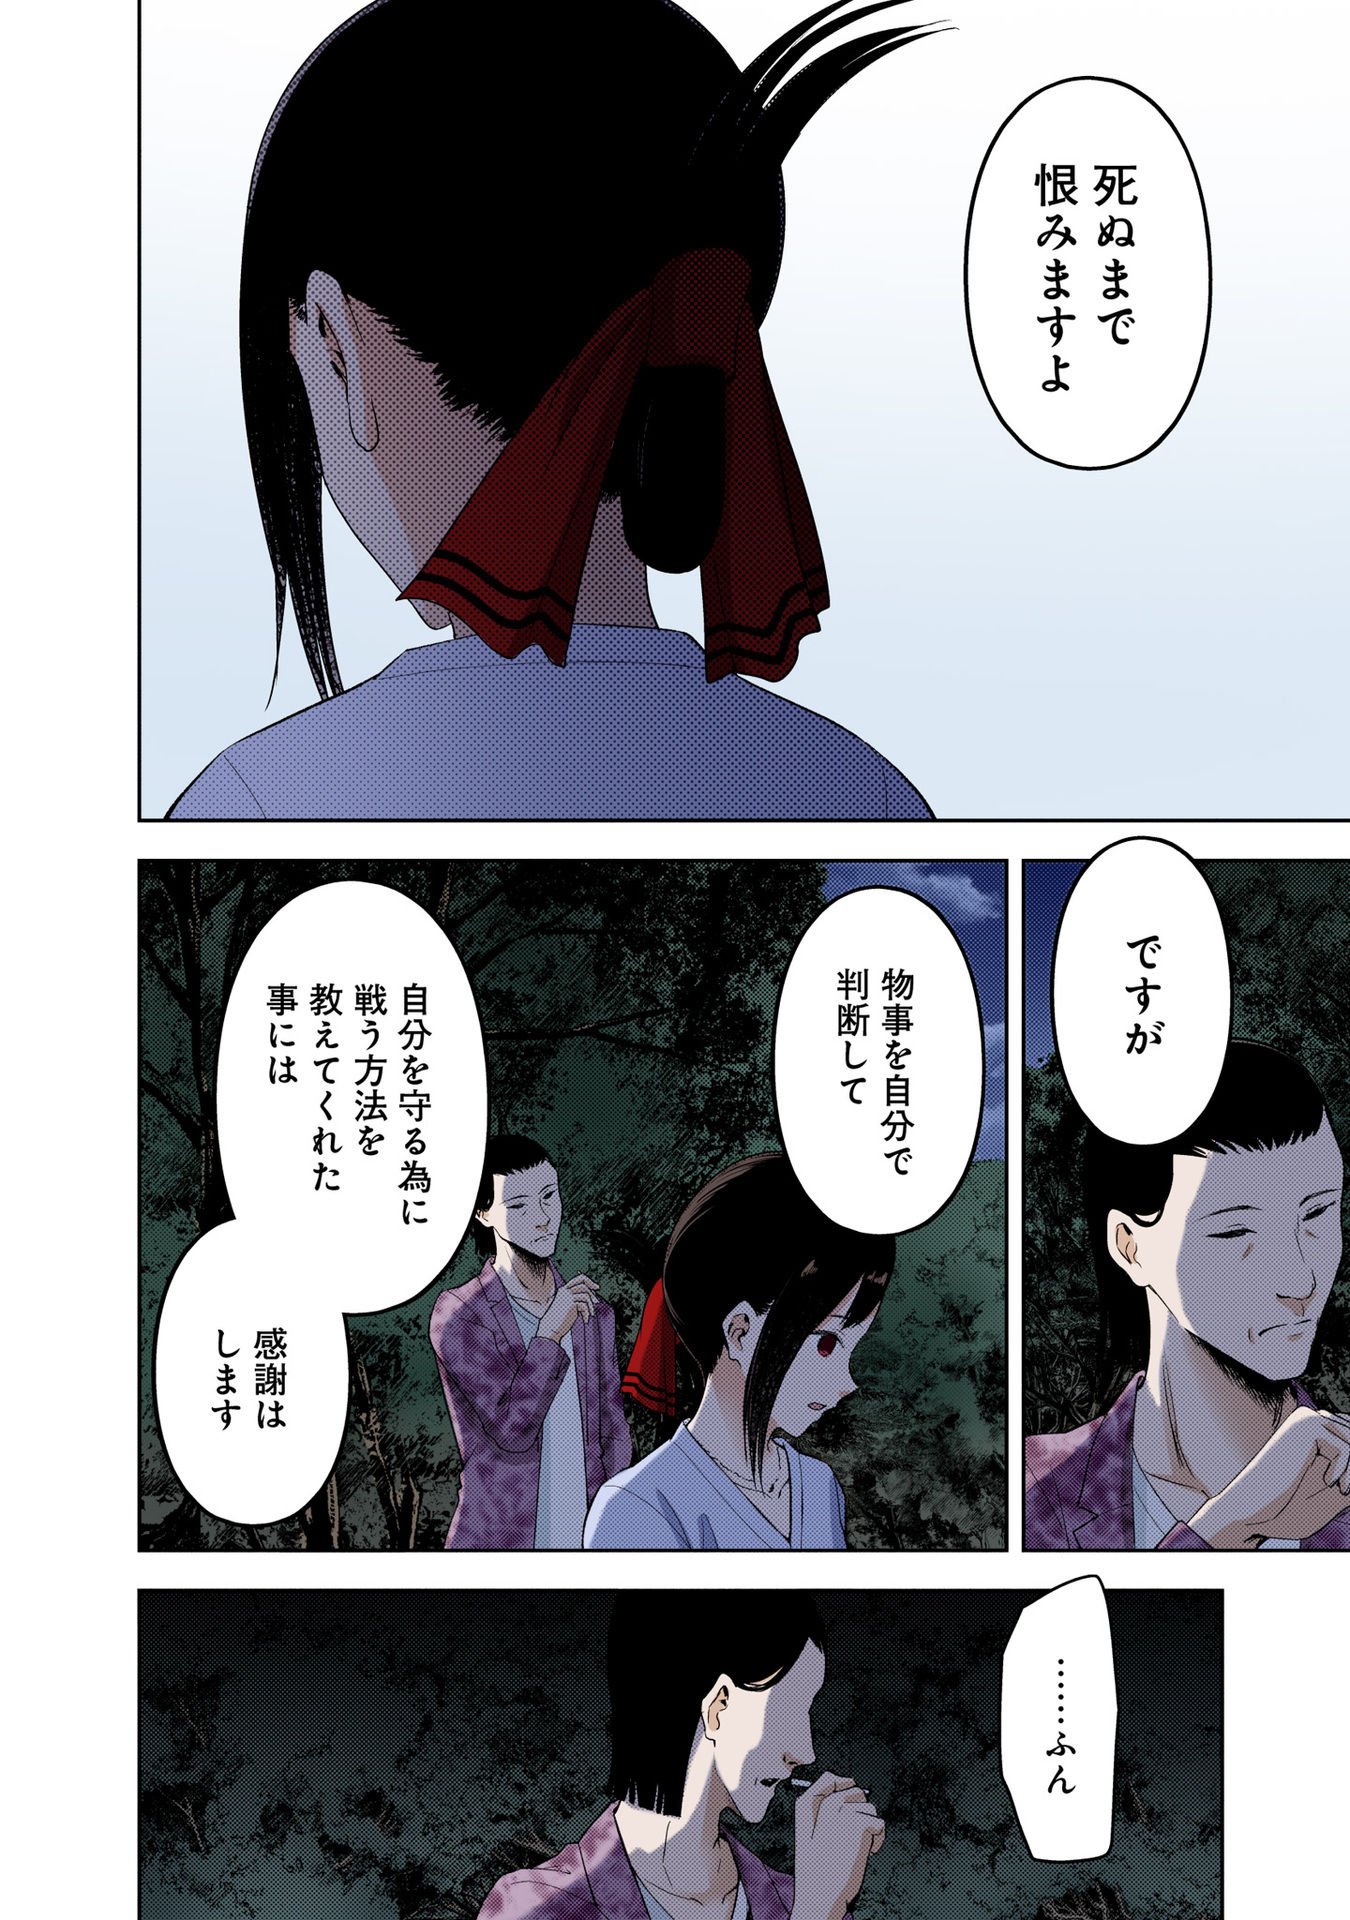 死ぬまで
恨みますよ
ですが
物事を自分で
判断して
自分を守る為に
戦う方法を
教えてくれた
事には
感謝は
します
……ふん